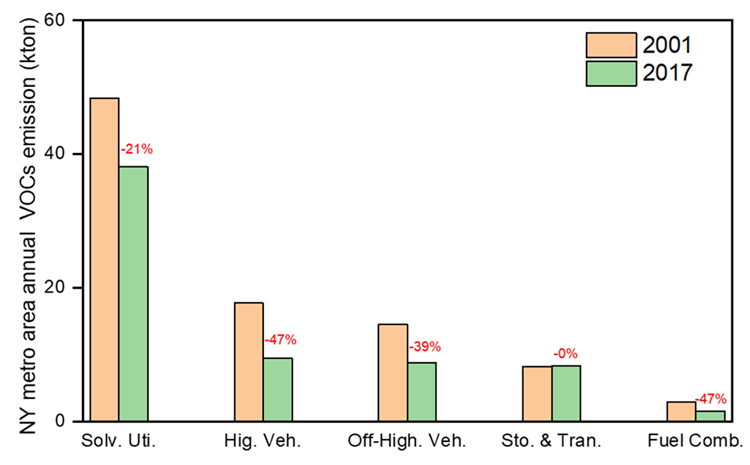 NY metro area annual VOCs emission (kton)
60
40
20
0
2001
2017
-21%
-47%
-39%
-0%
-47%
Solv. Uti.
Hig. Veh.
Off-High. Veh.
Sto. & Tran.
Fuel Comb.